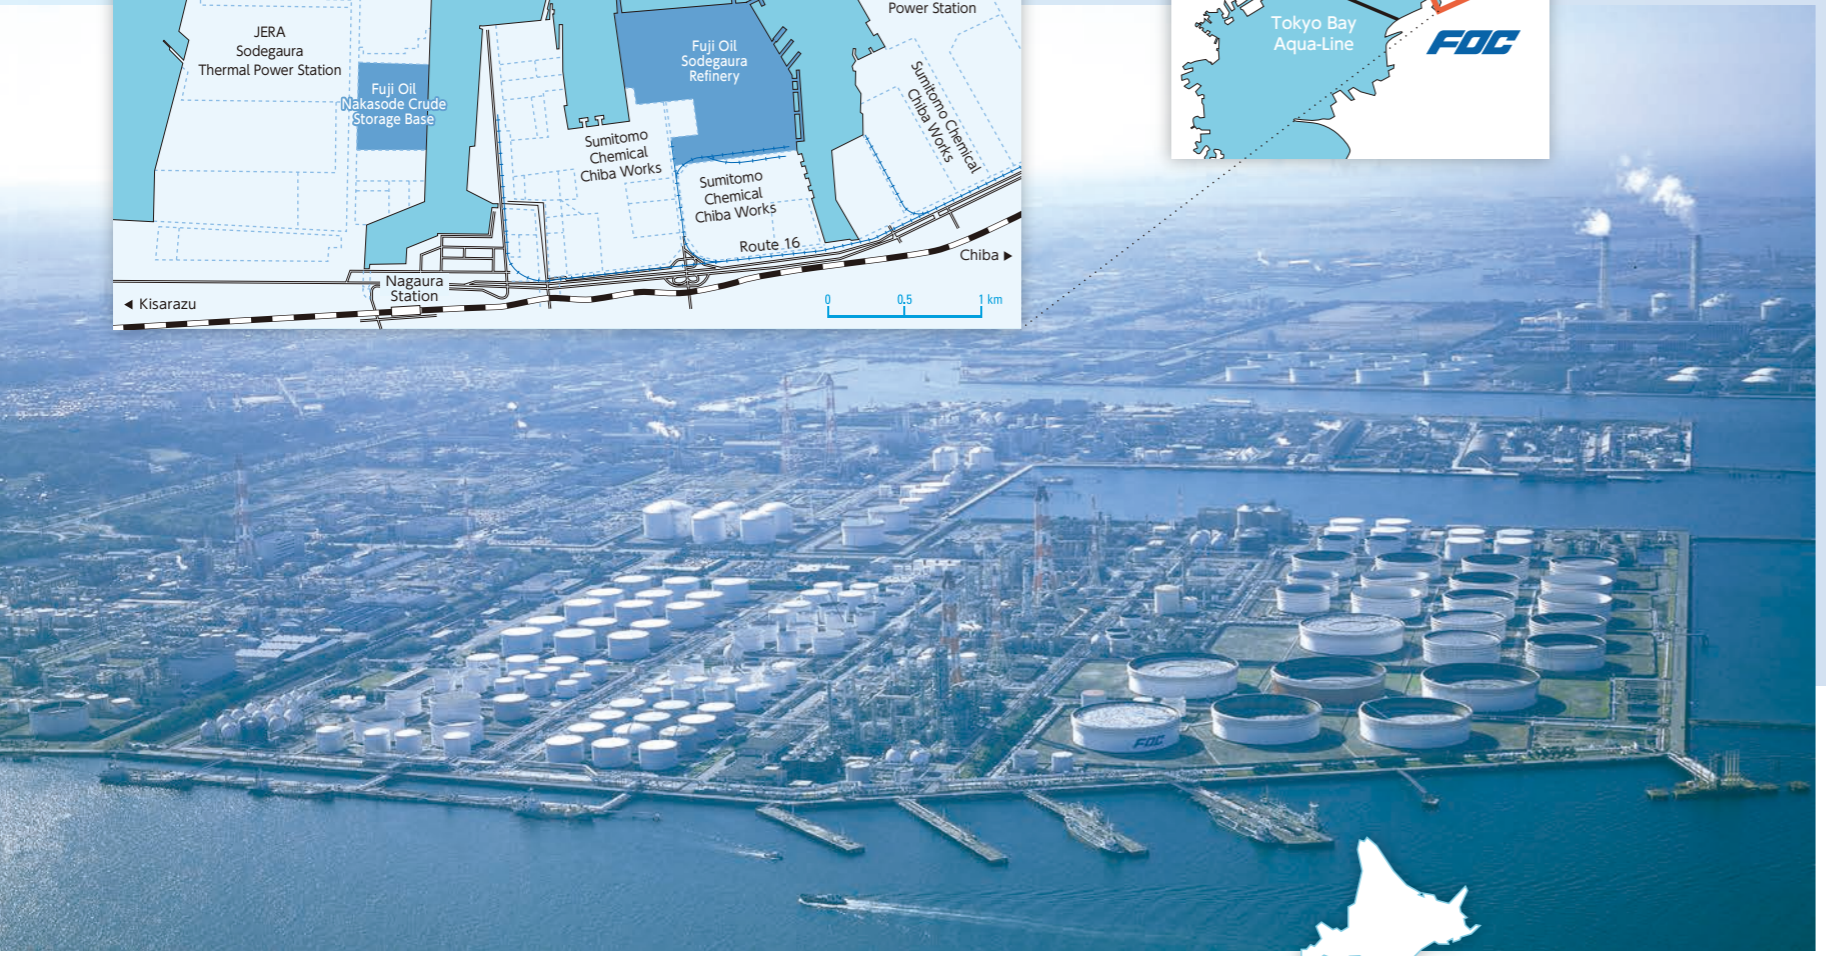 JERA
Sodegaura
Thermal Power Station
Fuji Oil
Nakasode Crude
Storage Base
Fuji Oil
Sodegaura
Refinery
Power Station
Sumitomo
Chemical
Chiba Works
Sumitomo
Chemical
Chiba Works
Sumitomo Chemical
Chiba Works
Route 16
Chiba ▶
Nagaura
Station
◀ Kisarazu
0 0.5 1 km
Tokyo Bay
Aqua-Line
FOC
FOC